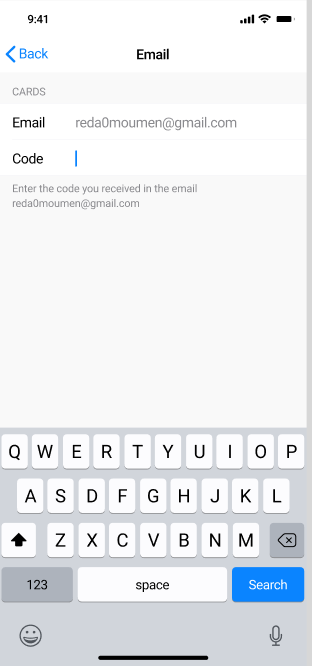 9:41
Back
Email
CARDS
Email reda0moumen@gmail.com
Code
Enter the code you received in the email
reda0moumen@gmail.com
Q W E R T Y U I O P
A S D F G H J K L
Z X C V B N M
123 space Search